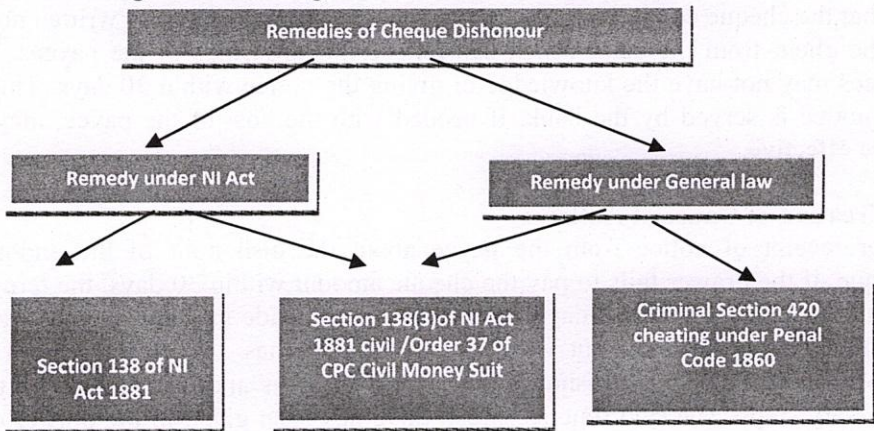 Remedies of Cheque Dishonour
Remedy under NI Act
Remedy under General law
Section 138 of NI
Act 1881
Section 138(3)of NI Act
1881 civil /Order 37 of
CPC Civil Money Suit
Criminal Section 420
cheating under Penal
Code 1860